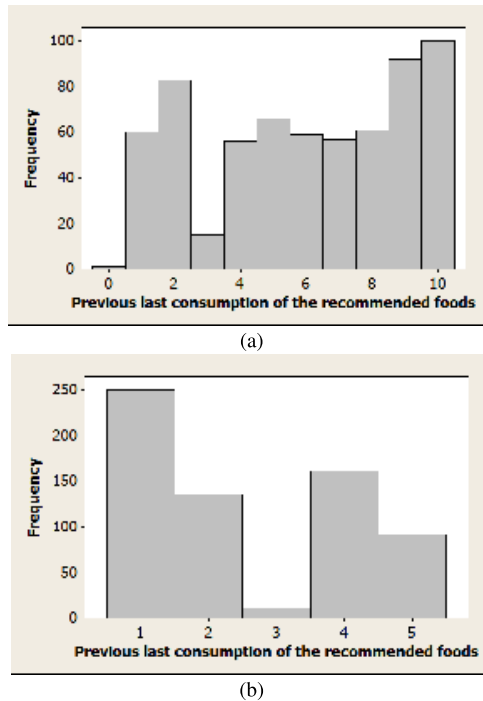 100
80
60
40
20
0
Frequency
0 2 4 6 8 10
Previous last consumption of the recommended foods
(a)
250
200
150
100
50
0
Frequency
1 2 3 4 5
Previous last consumption of the recommended foods
(b)